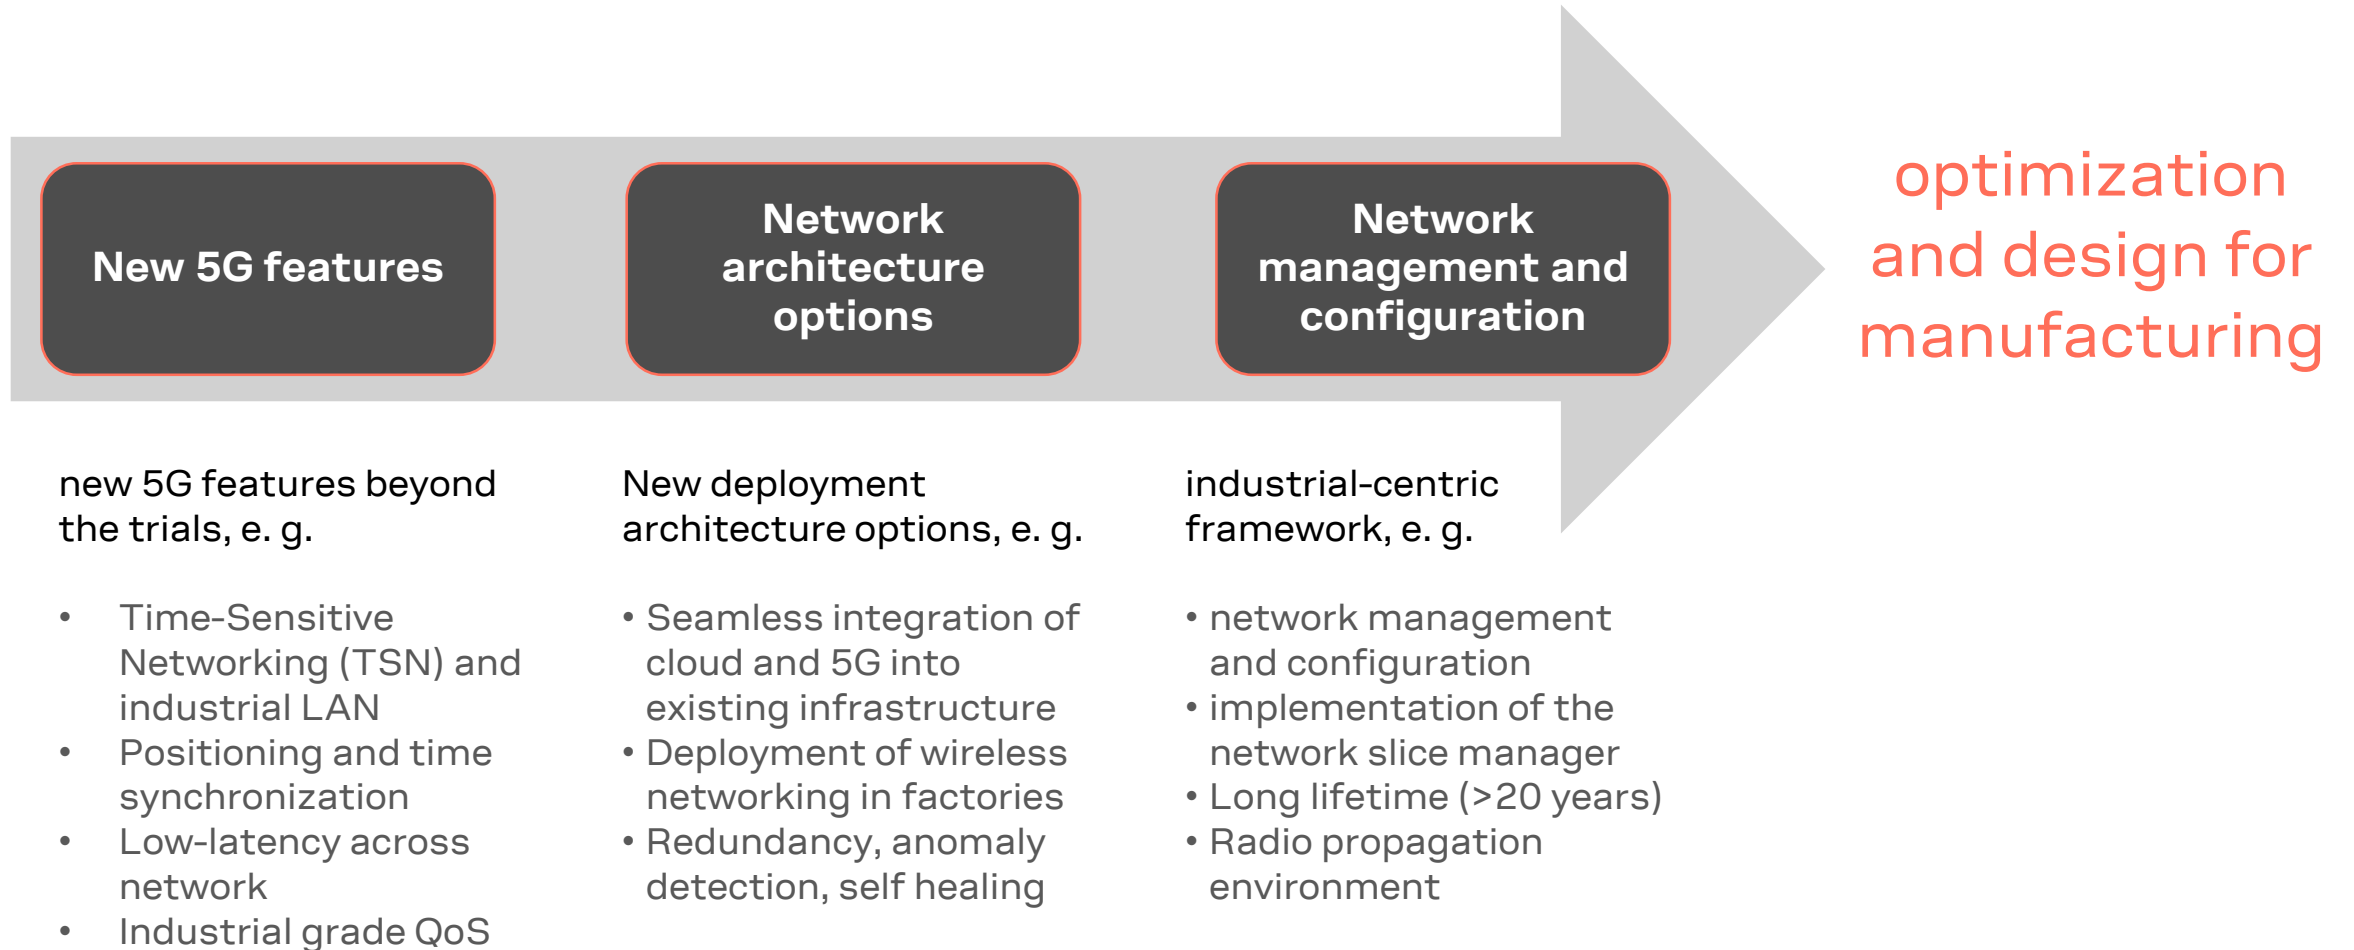 New 5G features
Network
architecture
options
Network
management and
configuration
optimization
and design for
manufacturing
new 5G features beyond
the trials, e. g.
• Time-Sensitive
Networking (TSN) and
industrial LAN
• Positioning and time
synchronization
• Low-latency across
network
• Industrial grade QoS
New deployment
architecture options, e. g.
• Seamless integration of
cloud and 5G into
existing infrastructure
• Deployment of wireless
networking in factories
• Redundancy, anomaly
detection, self healing
industrial-centric
framework, e. g.
• network management
and configuration
• implementation of the
network slice manager
• Long lifetime (>20 years)
• Radio propagation
environment